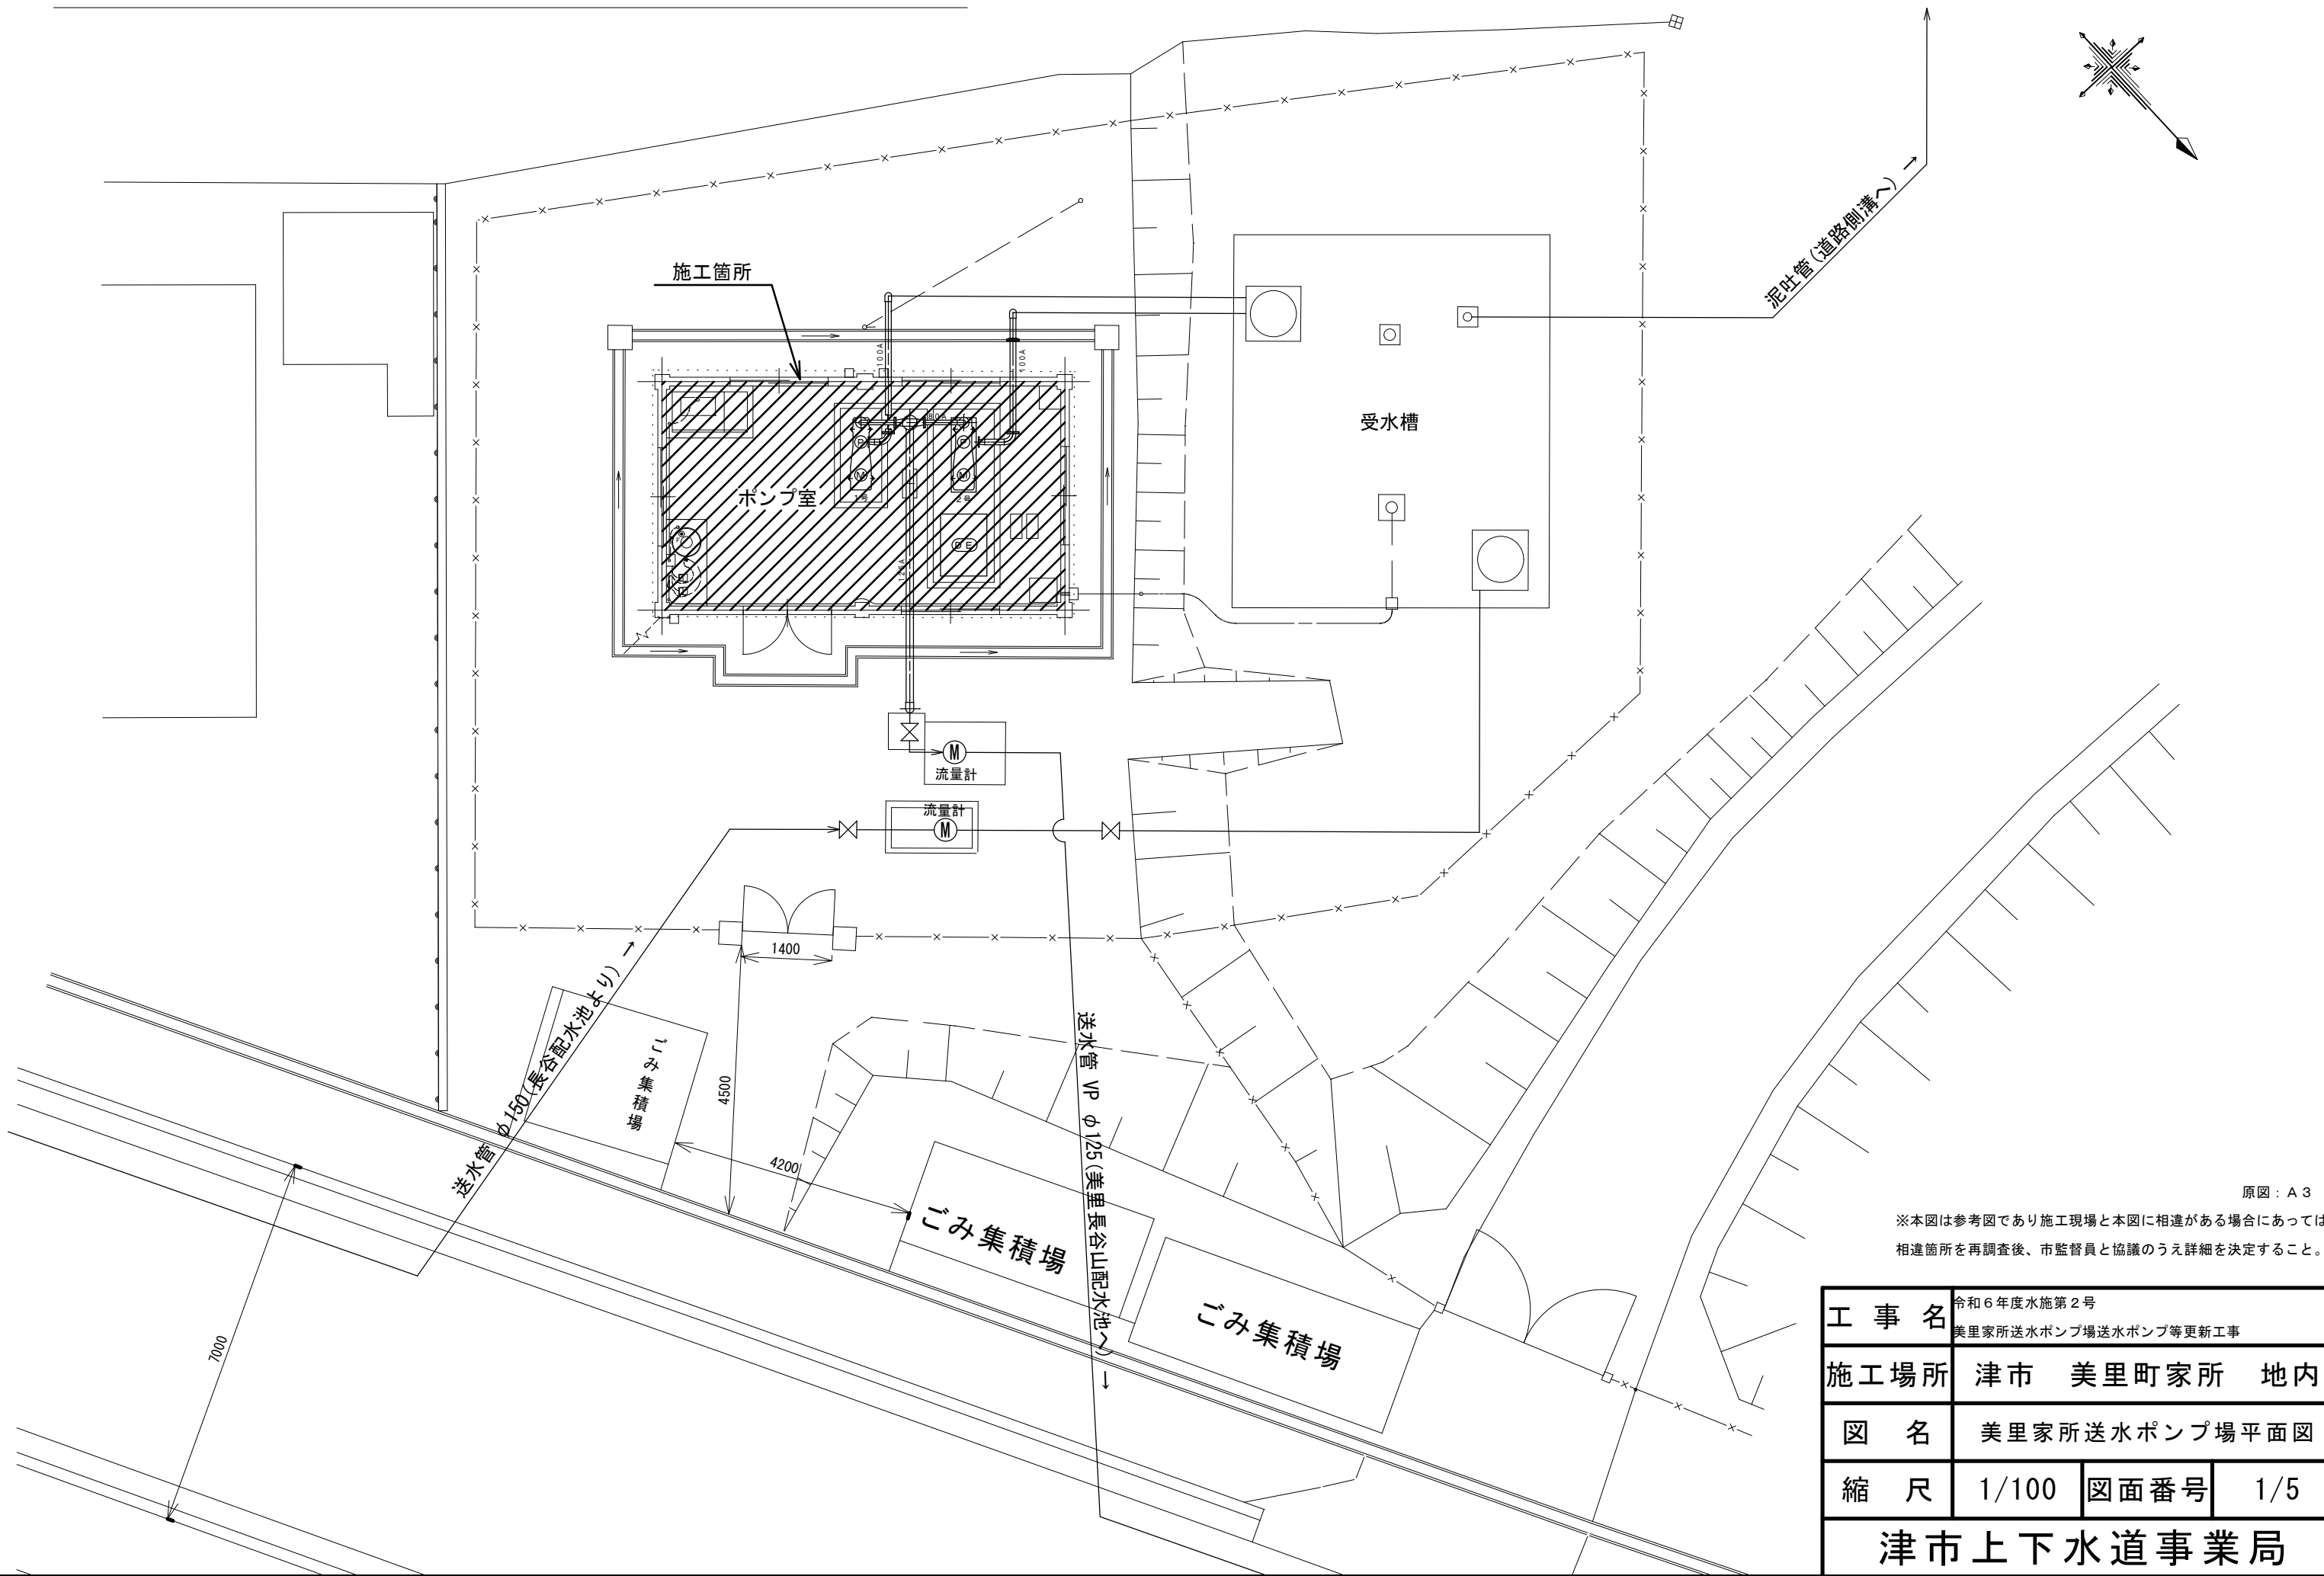 施工箇所
泥吐管(道路側溝へ) →
100A
100A
80A
受水槽
ポンプ室
P
P
M
M
1号
2号
DE
125A
M
流量計
流量計
M
1400
送水管 φ150(長谷配水池より) →
ごみ集積場
4500
4200
送水管 VP φ125(美里長谷山配水池へ) →
ごみ集積場
ごみ集積場
7000
原図:A3
※本図は参考図であり施工現場と本図に相違がある場合にあっては
相違箇所を再調査後、市監督員と協議のうえ詳細を決定すること。
工事名 令和6年度水施第2号
美里家所送水ポンプ場送水ポンプ等更新工事
施工場所 津市 美里町家所 地内
図名 美里家所送水ポンプ場平面図
縮尺 1/100 図面番号 1/5
津市上下水道事業局